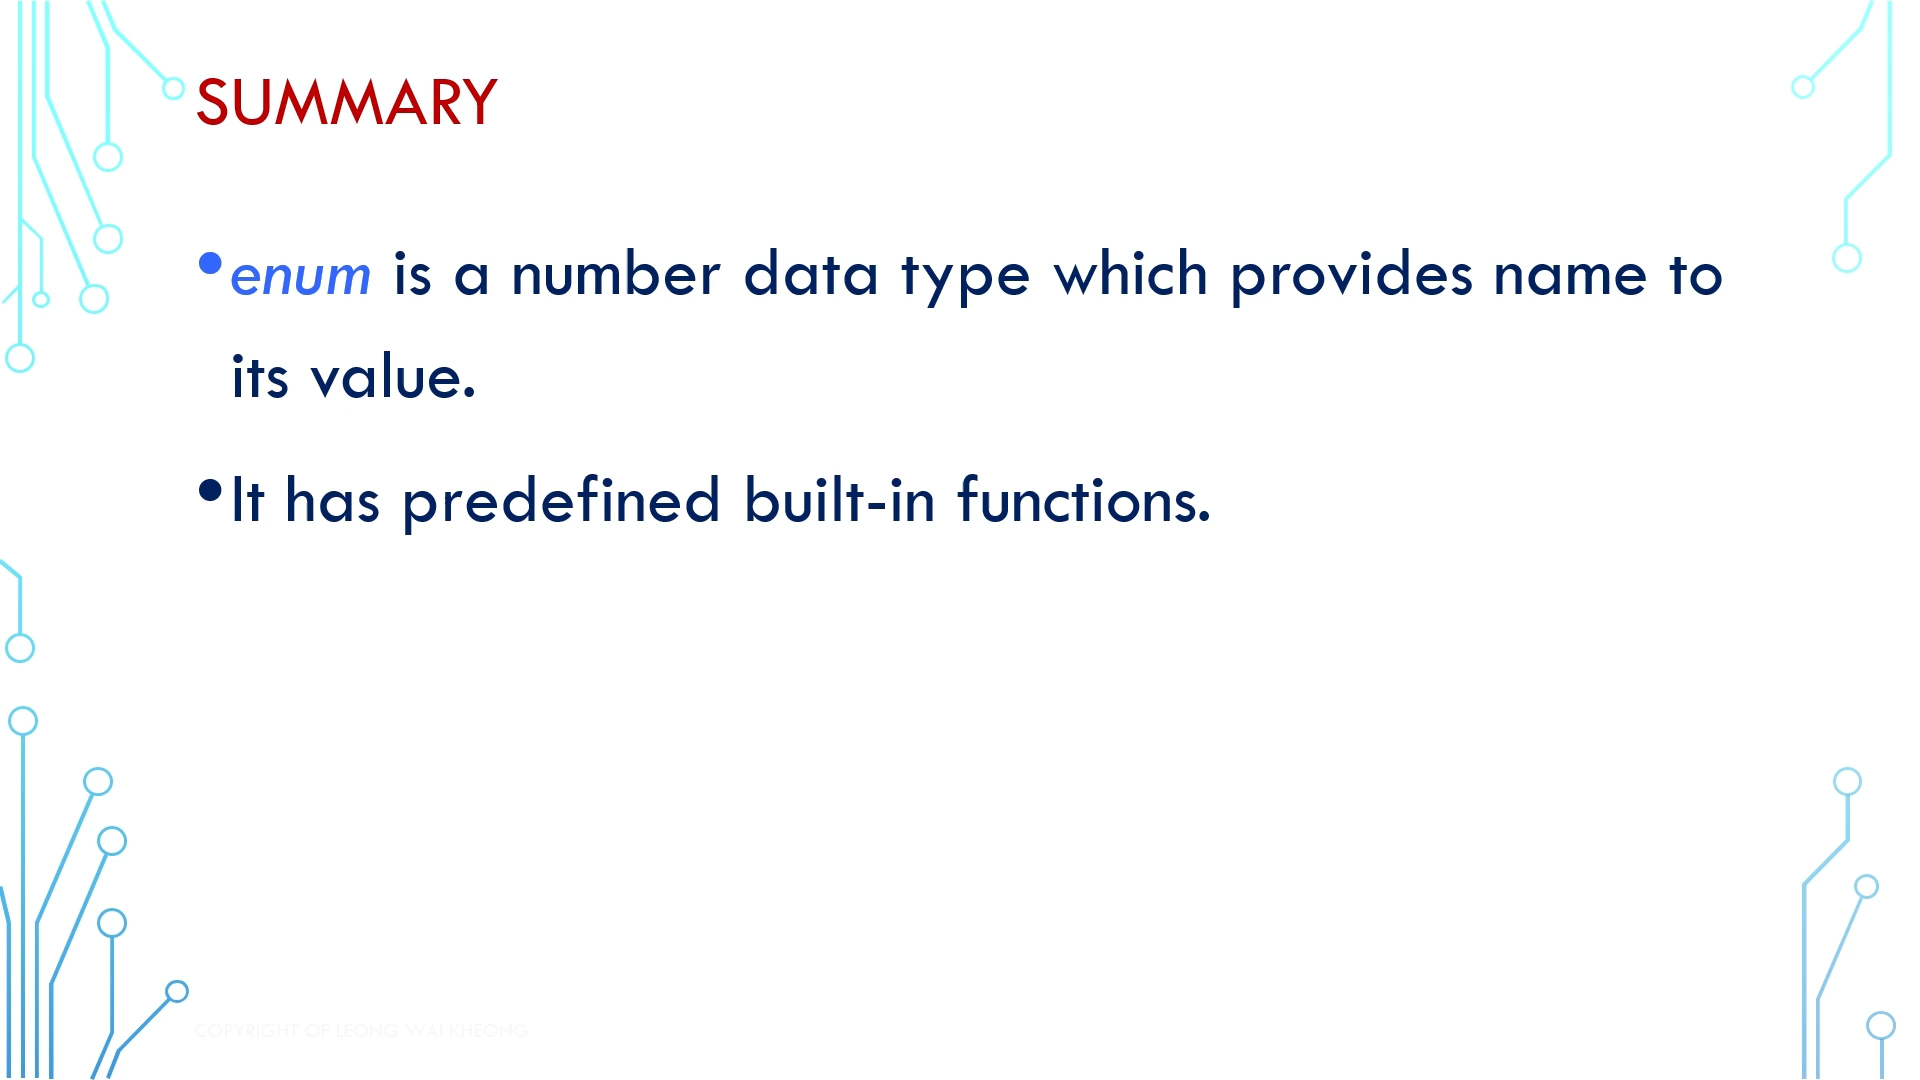 SUMMARY
•enum is a number data type which provides name to
its value.
•It has predefined built-in functions.
COPYRIGHT OF LEONG WAI KHEONG